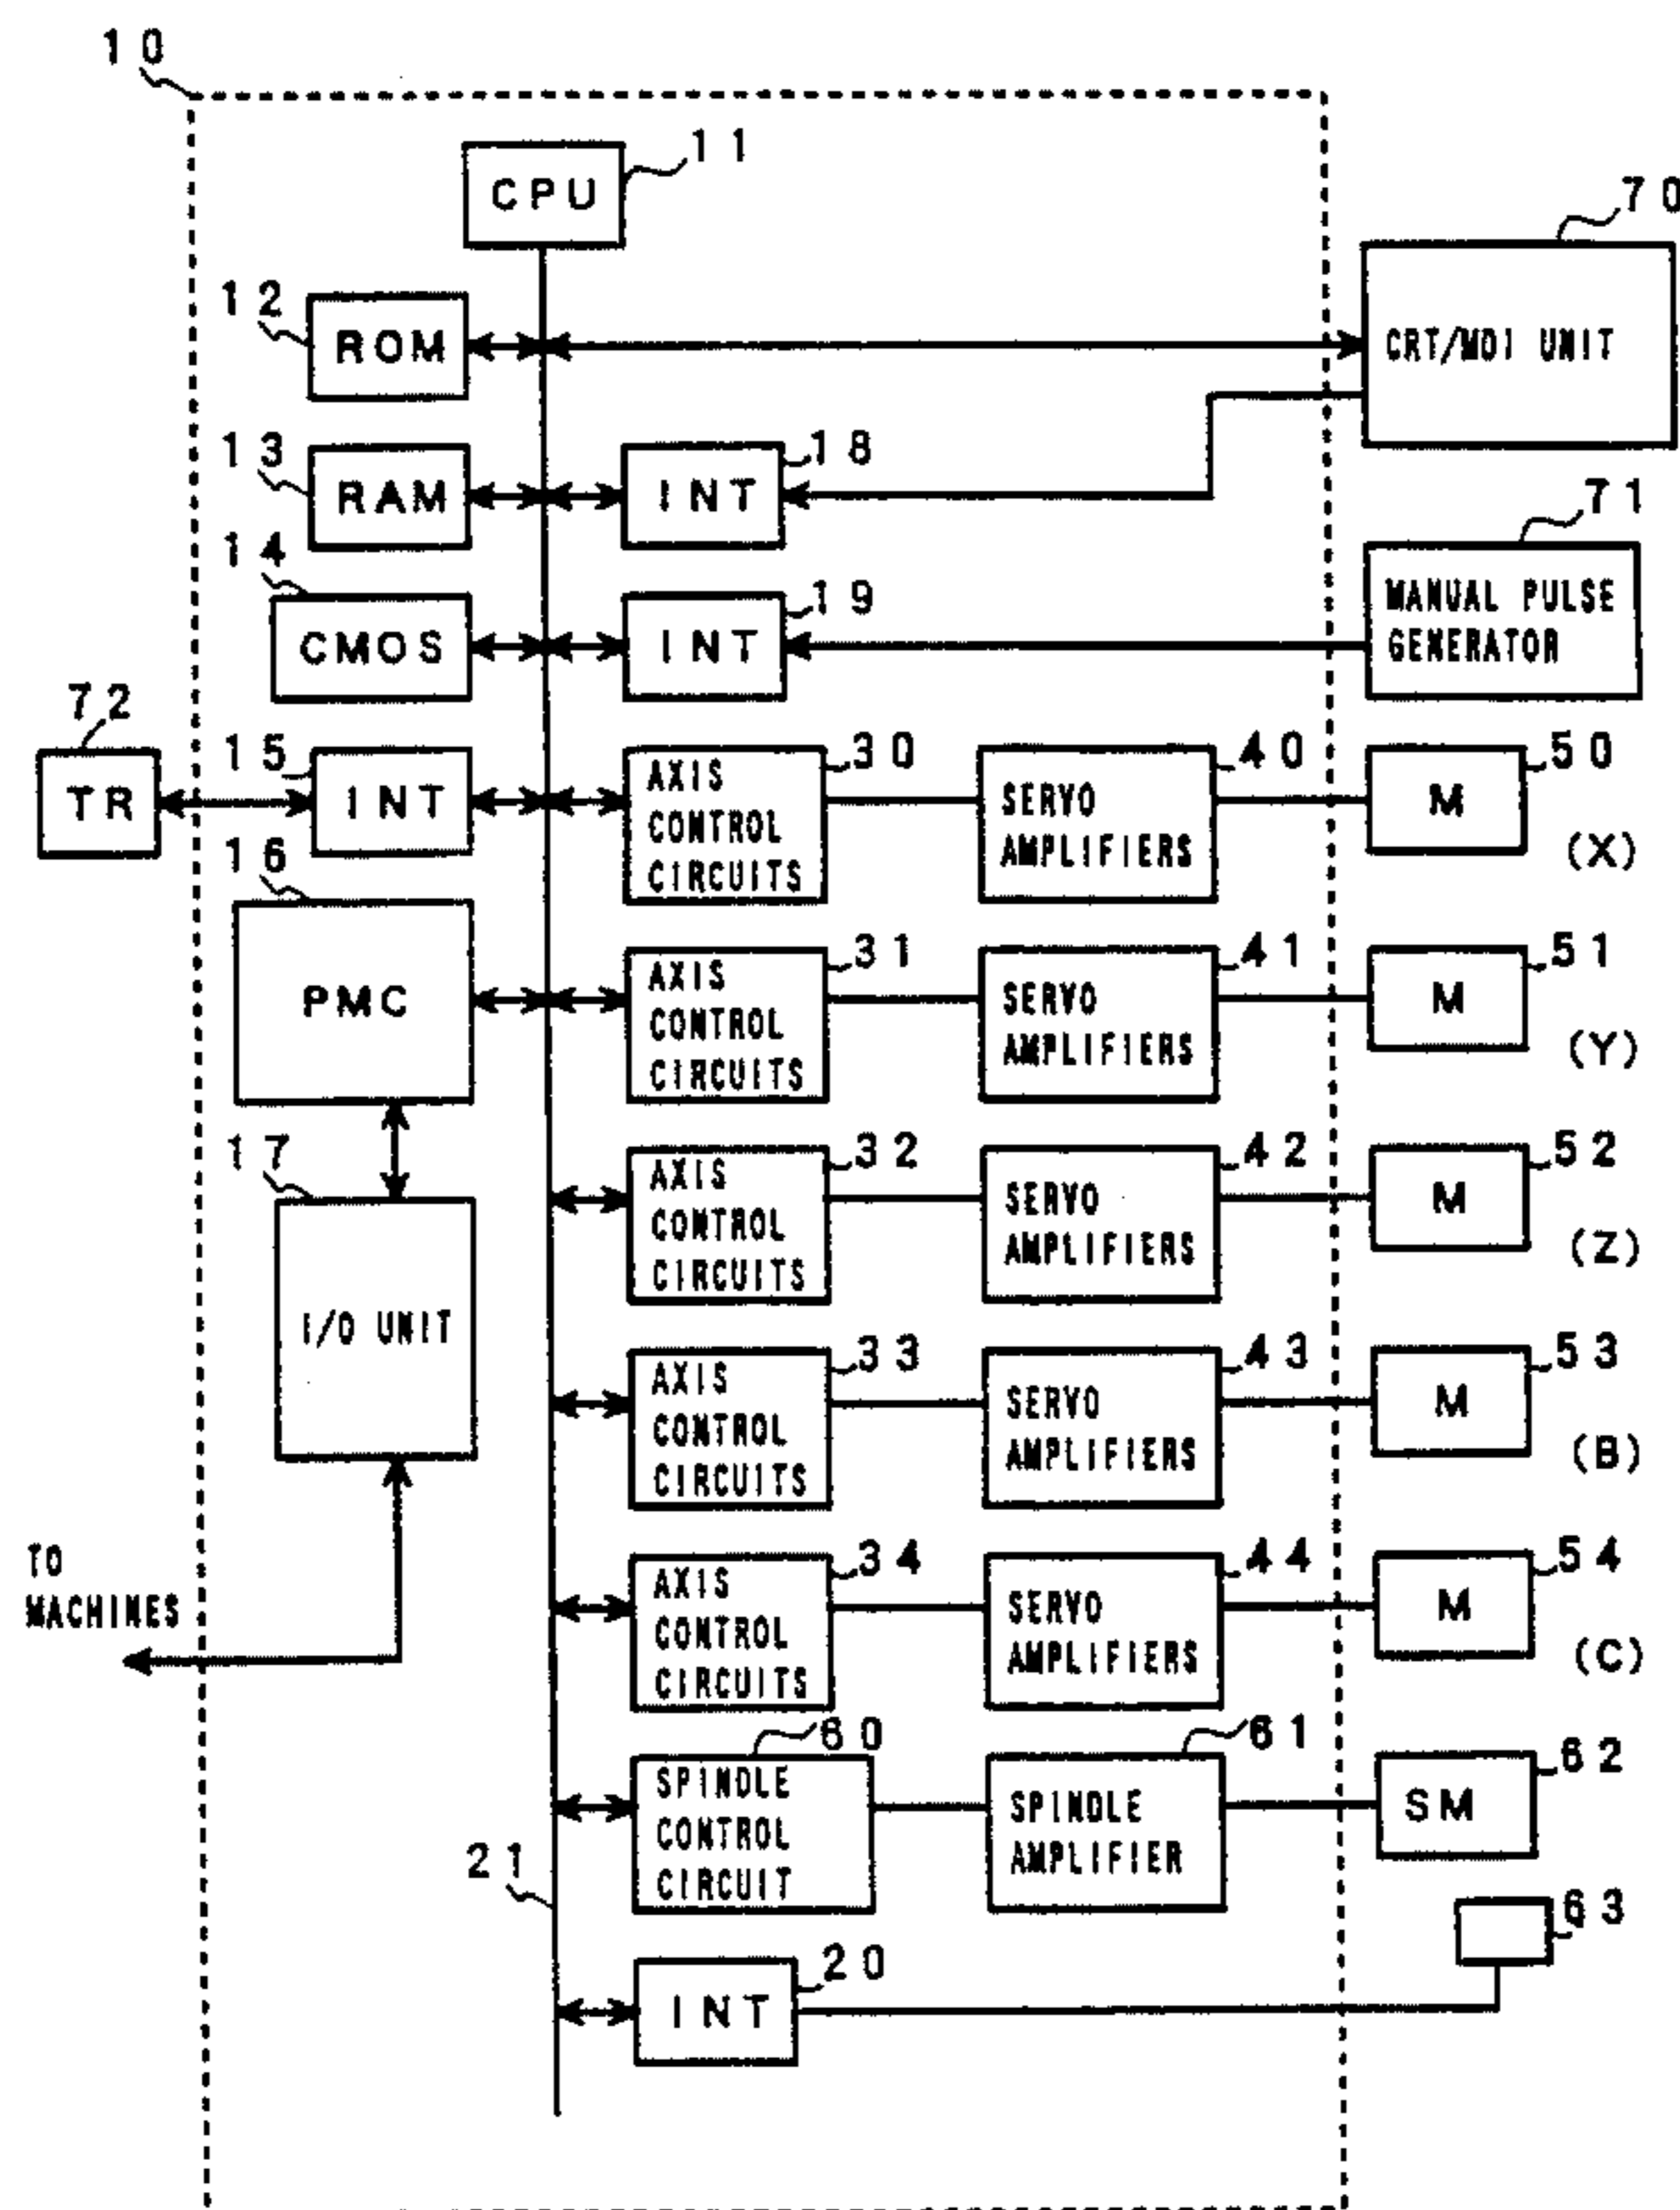 10
11
CPU
70
12
ROM
CRT/MDI UNIT
13
RAM
18
INT
71
14
CMOS
19
INT
MANUAL PULSE
GENERATOR
72
TR
15
INT
30
AXIS
CONTROL
CIRCUITS
40
SERVO
AMPLIFIERS
50
M
(X)
16
PMC
31
AXIS
CONTROL
CIRCUITS
41
SERVO
AMPLIFIERS
51
M
(Y)
17
I/O UNIT
32
AXIS
CONTROL
CIRCUITS
42
SERVO
AMPLIFIERS
52
M
(Z)
33
AXIS
CONTROL
CIRCUITS
43
SERVO
AMPLIFIERS
53
M
(B)
TO
MACHINES
34
AXIS
CONTROL
CIRCUITS
44
SERVO
AMPLIFIERS
54
M
(C)
60
SPINDLE
CONTROL
CIRCUIT
61
SPINDLE
AMPLIFIER
62
SM
21
63
20
INT